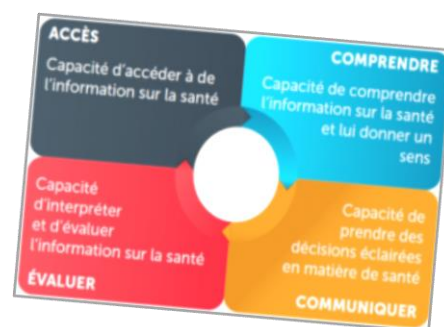 ACCÈS
Capacité d'accéder à de
l'information sur la santé
COMPRENDRE
Capacité de comprendre
l'information sur la santé
et lui donner un
sens
Capacité
d'interpréter
et d'évaluer
l'information sur la santé
ÉVALUER
Capacité de
prendre des
décisions éclairées
en matière de santé
COMMUNIQUER